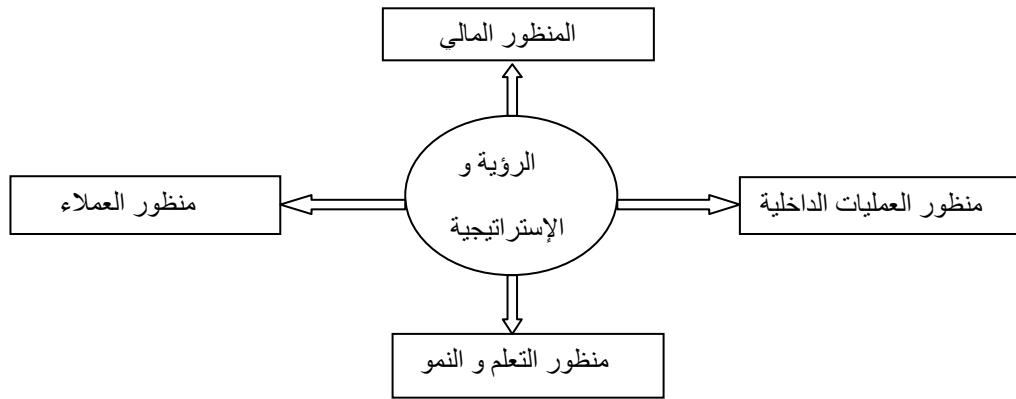 المنظور المالي
الرؤية و
الإستراتيجية
منظور العمليات الداخلية
منظور العملاء
منظور التعلم و النمو